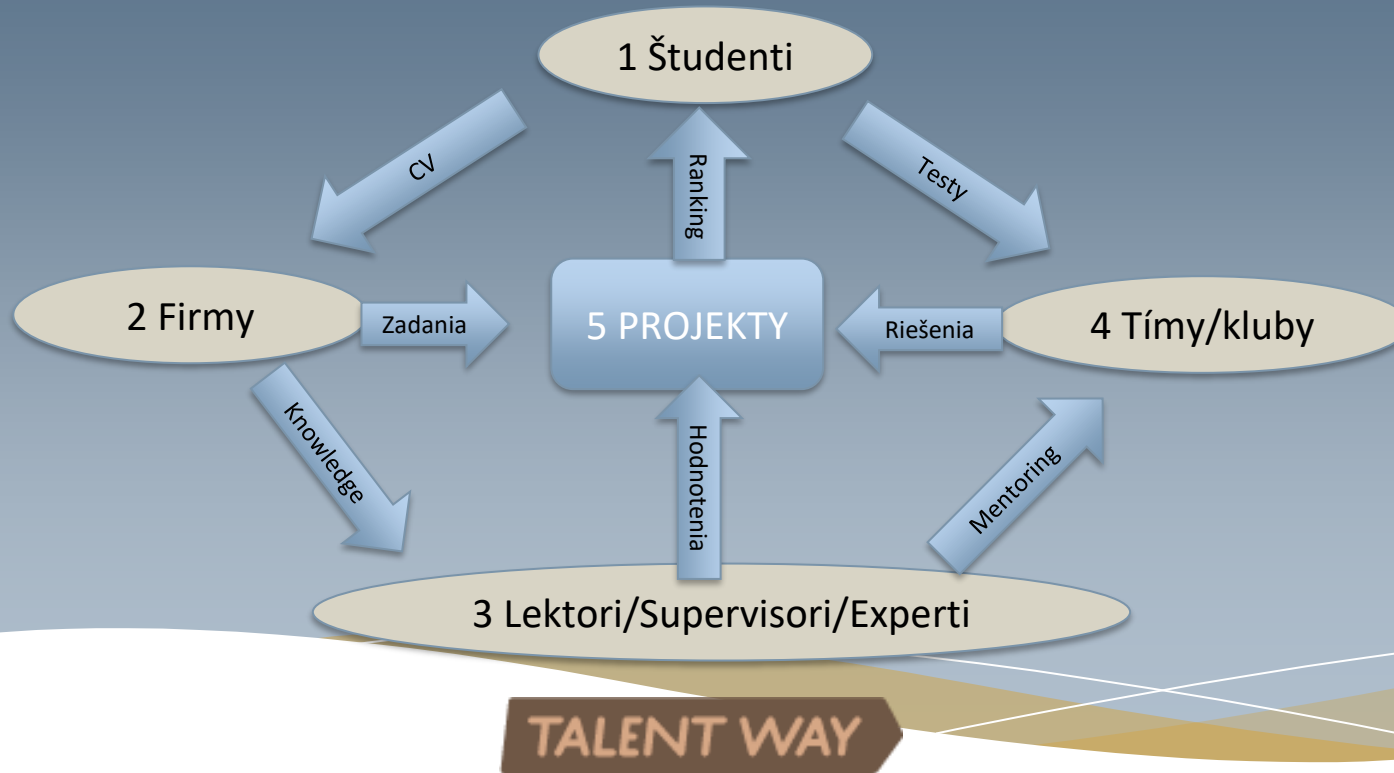 1 Študenti
CV
Ranking
Testy
2 Firmy
Zadania
5 PROJEKTY
Riešenia
4 Tímy/kluby
Knowledge
Hodnotenia
Mentoring
3 Lektori/Supervisori/Experti
TALENT WAY